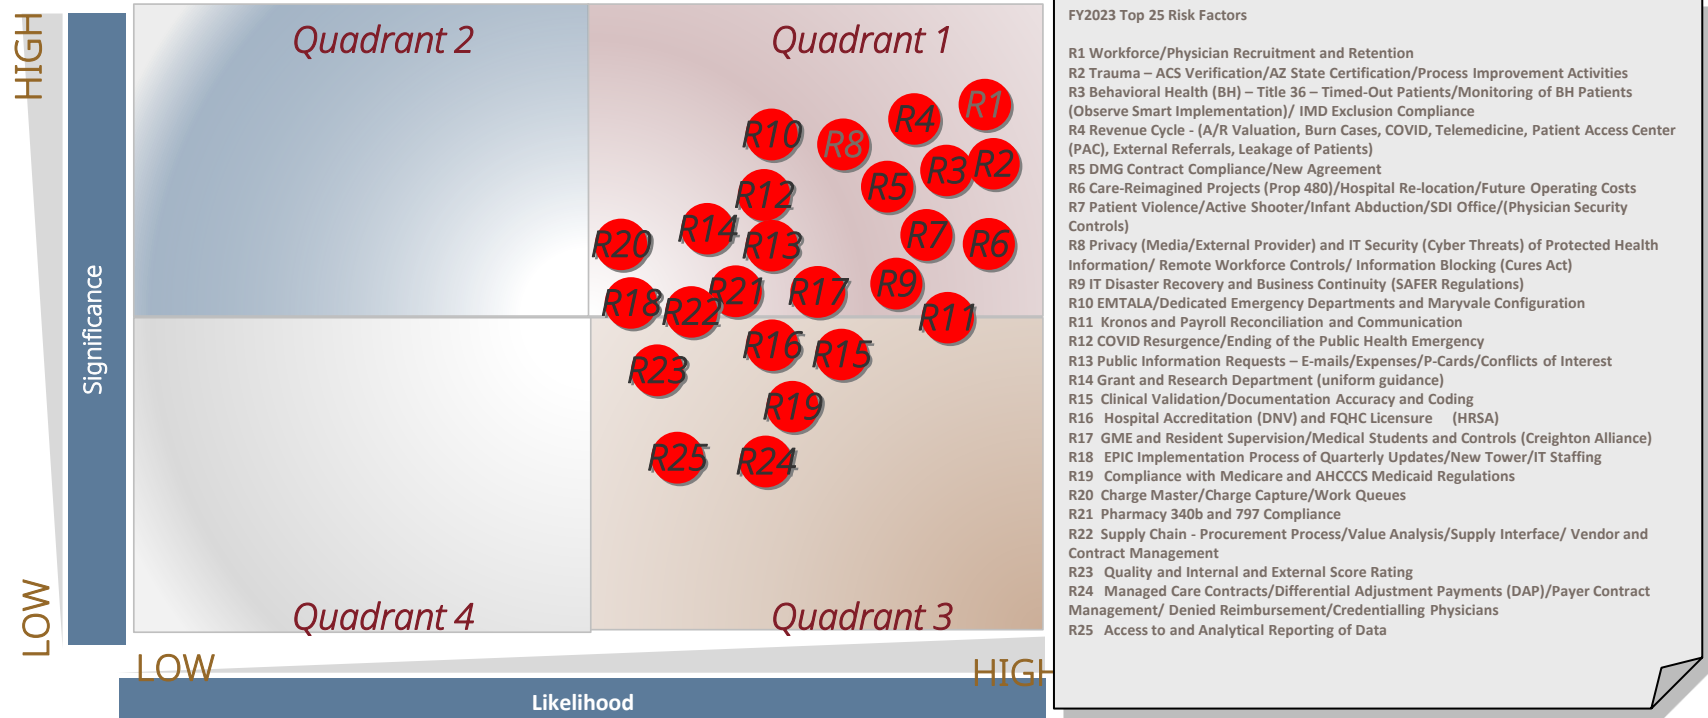 HIGH
Significance
LOW
Quadrant 2
Quadrant 1
R1
R4
R10
R8
R3
R2
R5
R12
R14
R13
R20
R7
R6
R9
R21
R17
R18
R22
R11
R16
R15
R23
R19
R25
R24
Quadrant 4
Quadrant 3
LOW
HIGH
Likelihood
FY2023 Top 25 Risk Factors
R1 Workforce/Physician Recruitment and Retention
R2 Trauma – ACS Verification/AZ State Certification/Process Improvement Activities
R3 Behavioral Health (BH) – Title 36 – Timed-Out Patients/Monitoring of BH Patients
(Observe Smart Implementation)/ IMD Exclusion Compliance
R4 Revenue Cycle - (A/R Valuation, Burn Cases, COVID, Telemedicine, Patient Access Center
(PAC), External Referrals, Leakage of Patients)
R5 DMG Contract Compliance/New Agreement
R6 Care-Reimagined Projects (Prop 480)/Hospital Re-location/Future Operating Costs
R7 Patient Violence/Active Shooter/Infant Abduction/SDI Office/(Physician Security
Controls)
R8 Privacy (Media/External Provider) and IT Security (Cyber Threats) of Protected Health
Information/ Remote Workforce Controls/ Information Blocking (Cures Act)
R9 IT Disaster Recovery and Business Continuity (SAFER Regulations)
R10 EMTALA/Dedicated Emergency Departments and Maryvale Configuration
R11 Kronos and Payroll Reconciliation and Communication
R12 COVID Resurgence/Ending of the Public Health Emergency
R13 Public Information Requests – E-mails/Expenses/P-Cards/Conflicts of Interest
R14 Grant and Research Department (uniform guidance)
R15 Clinical Validation/Documentation Accuracy and Coding
R16 Hospital Accreditation (DNV) and FQHC Licensure (HRSA)
R17 GME and Resident Supervision/Medical Students and Controls (Creighton Alliance)
R18 EPIC Implementation Process of Quarterly Updates/New Tower/IT Staffing
R19 Compliance with Medicare and AHCCCS Medicaid Regulations
R20 Charge Master/Charge Capture/Work Queues
R21 Pharmacy 340b and 797 Compliance
R22 Supply Chain - Procurement Process/Value Analysis/Supply Interface/ Vendor and
Contract Management
R23 Quality and Internal and External Score Rating
R24 Managed Care Contracts/Differential Adjustment Payments (DAP)/Payer Contract
Management/ Denied Reimbursement/Credentialling Physicians
R25 Access to and Analytical Reporting of Data